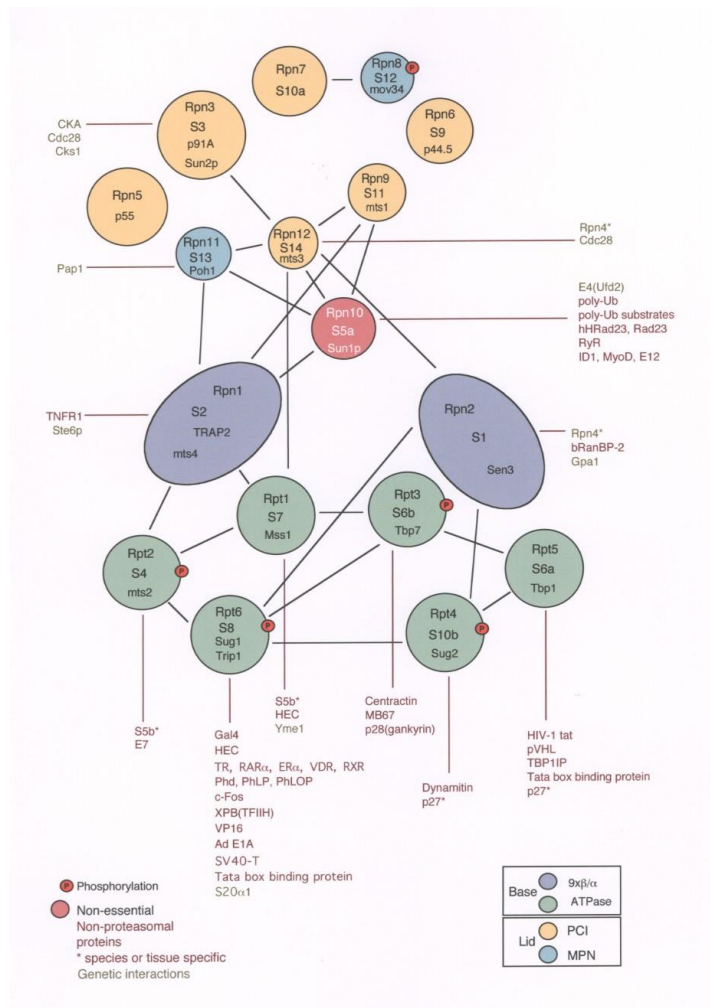 Rpn7
S10a
Rpn8
S12
mov34
P
Rpn3
S3
p91A
Sun2p
Rpn6
S9
p44.5
CKA
Cdc28
Cks1
Rpn5
p55
Rpn9
S11
mts1
Rpn11
S13
Poh1
Rpn12
S14
mts3
Rpn4*
Cdc28
Pap1
Rpn10
S5a
Sun1p
E4(Ufd2)
poly-Ub
poly-Ub substrates
hHRad23, Rad23
RyR
ID1, MyoD, E12
Rpn1
S2
TRAP2
mts4
TNFR1
Ste6p
Rpn2
S1
Sen3
Rpn4*
bRanBP-2
Gpa1
Rpt1
S7
Mss1
Rpt3
S6b
Tbp7
P
Rpt2
S4
mts2
P
Rpt5
S6a
Tbp1
Rpt6
S8
Sug1
Trip1
P
Rpt4
S10b
Sug2
P
S5b*
E7
S5b*
HEC
Yme1
Centractin
MB67
p28(gankyrin)
Gal4
HEC
TR, RARα, ERα, VDR, RXR
Phd, PhLP, PhLOP
c-Fos
XPB(TFIIH)
VP16
Ad E1A
SV40-T
Tata box binding protein
S20α1
Dynamitin
p27*
HIV-1 tat
pVHL
TBP1IP
Tata box binding protein
p27*
P Phosphorylation
Non-essential
Non-proteasomal
proteins
* species or tissue specific
Genetic interactions
Base
9xβ/α
ATPase
Lid
PCI
MPN